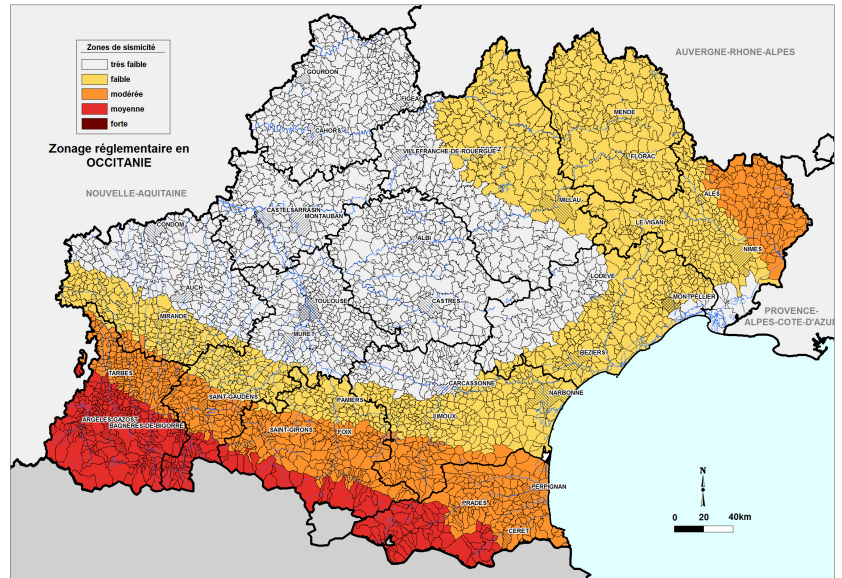 Zones de sismicité
très faible
faible
modérée
moyenne
forte
Zonage réglementaire en
OCCITANIE
AUVERGNE-RHONE-ALPES
NOUVELLE-AQUITAINE
PROVENCE-
ALPES-COTE-D'AZUR
GOURDON
FIGEAC
CAHORS
VILLEFRANCHE-DE-ROUERGUE
MENDE
FLORAC
ALES
MILLAU
LE-VIGAN
NIMES
CASTELSARRASIN
MONTAUBAN
CONDOM
ALBI
LODEVE
MONTPELLIER
AUCH
TOULOUSE
CASTRES
MIRANDE
MURET
BEZIERS
TARBES
CARCASSONNE
NARBONNE
SAINT-GAUDENS
PAMIERS
LIMOUX
ARGELES-GAZOST
BAGNERES-DE-BIGORRE
SAINT-GIRONS
FOIX
PERPIGNAN
PRADES
CERET
N
0 20 40km